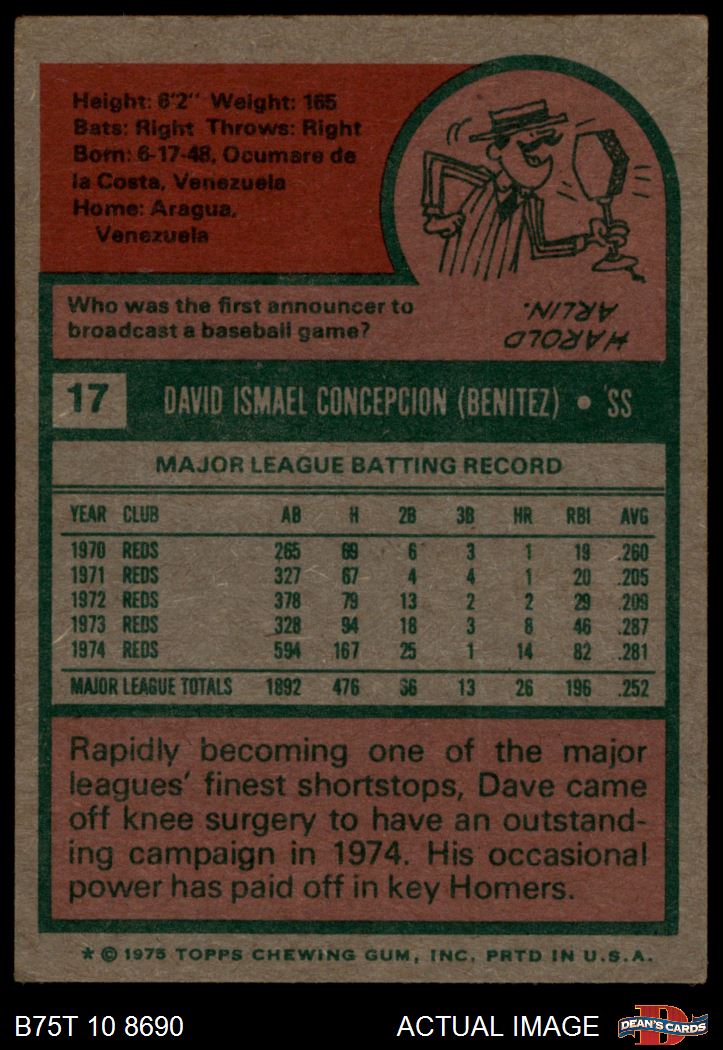 Height: 6'2" Weight: 165
Bats: Right Throws: Right
Born: 6-17-48, Ocumare de
la Costa, Venezuela
Home: Aragua,
Venezuela
Who was the first announcer to
broadcast a baseball game?
HAROLD
ARLIN.
17 DAVID ISMAEL CONCEPCION (BENITEZ) • SS
MAJOR LEAGUE BATTING RECORD
YEAR CLUB AB H 2B 3B HR RBI AVG
1970 REDS 265 69 6 3 1 19 .260
1971 REDS 327 67 4 4 1 20 .205
1972 REDS 378 79 13 2 2 29 .209
1973 REDS 328 94 18 3 8 46 .287
1974 REDS 594 167 25 1 14 82 .281
MAJOR LEAGUE TOTALS 1892 476 66 13 26 196 .252
Rapidly becoming one of the major
leagues' finest shortstops, Dave came
off knee surgery to have an outstand-
ing campaign in 1974. His occasional
power has paid off in key Homers.
* © 1975 TOPPS CHEWING GUM, INC. PRTD IN U.S.A.
B75T 10 8690 ACTUAL IMAGE DEAN'S CARDS